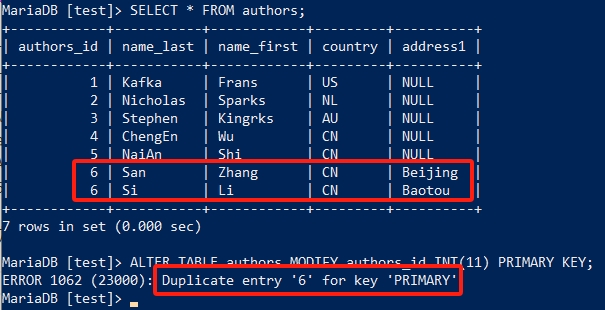 MariaDB [test]> SELECT * FROM authors;
+------------+-----------+------------+---------+----------+
| authors_id | name_last | name_first | country | address1 |
+------------+-----------+------------+---------+----------+
| 1 | Kafka | Frans | US | NULL |
| 2 | Nicholas | Sparks | NL | NULL |
| 3 | Stephen | Kingrks | AU | NULL |
| 4 | ChengEn | Wu | CN | NULL |
| 5 | NaiAn | Shi | CN | NULL |
| 6 | San | Zhang | CN | Beijing |
| 6 | Si | Li | CN | Baotou |
+------------+-----------+------------+---------+----------+
7 rows in set (0.000 sec)
MariaDB [test]> ALTER TABLE authors MODIFY authors_id INT(11) PRIMARY KEY;
ERROR 1062 (23000): Duplicate entry '6' for key 'PRIMARY'
MariaDB [test]>